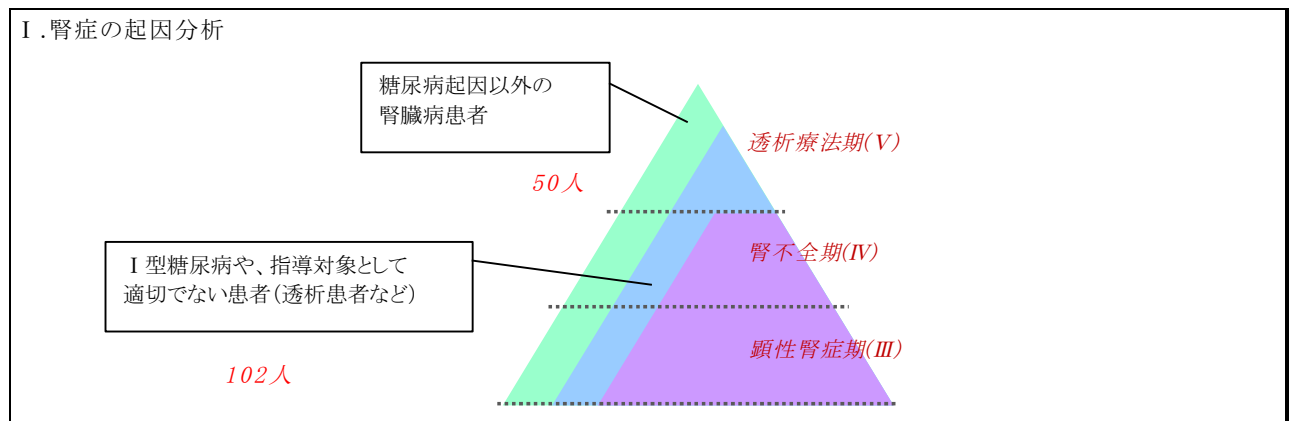 Ⅰ.腎症の起因分析
糖尿病起因以外の
腎臓病患者
透析療法期(Ⅴ)
50人
腎不全期(Ⅳ)
Ⅰ型糖尿病や、指導対象として
適切でない患者(透析患者など)
顕性腎症期(Ⅲ)
102人